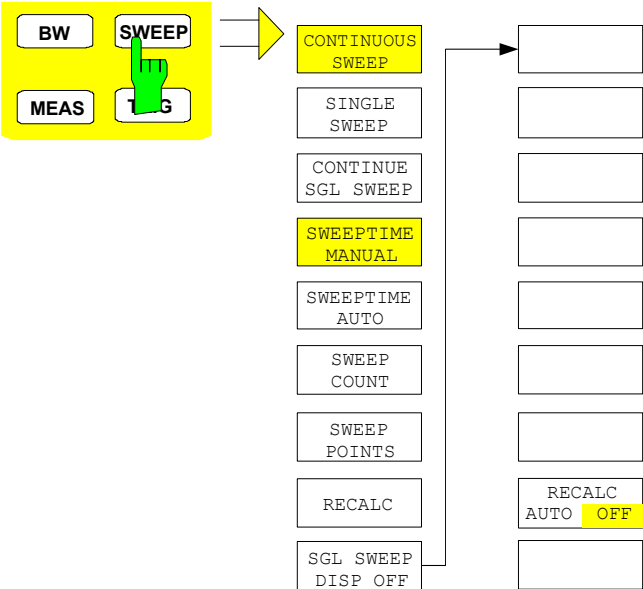 BW
SWEEP
MEAS
CONTINUOUS
SWEEP
SINGLE
SWEEP
CONTINUE
SGL SWEEP
SWEEPTIME
MANUAL
SWEEPTIME
AUTO
SWEEP
COUNT
SWEEP
POINTS
RECALC
SGL SWEEP
DISP OFF
RECALC
AUTO OFF